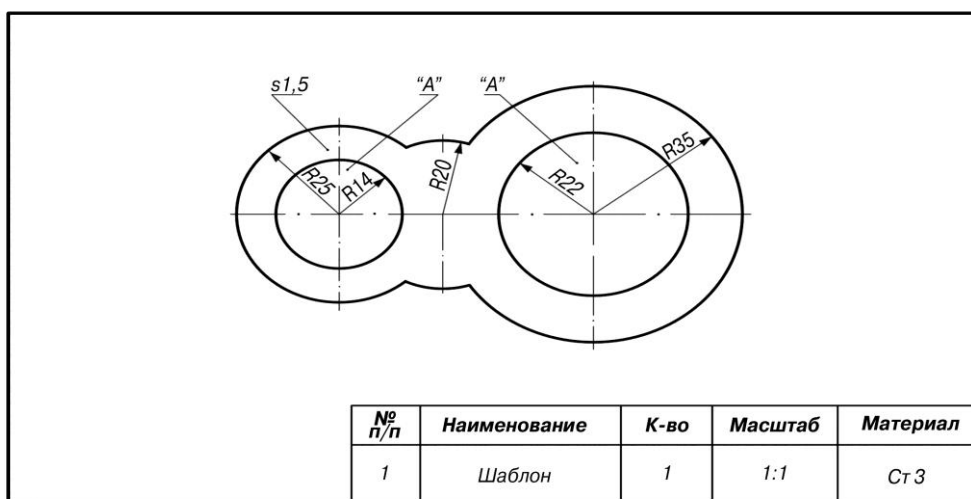 s1,5
“А”
“А”
R25
R14
R20
R22
R35
№ п/п Наименование К-во Масштаб Материал
1 Шаблон 1 1:1 Ст 3